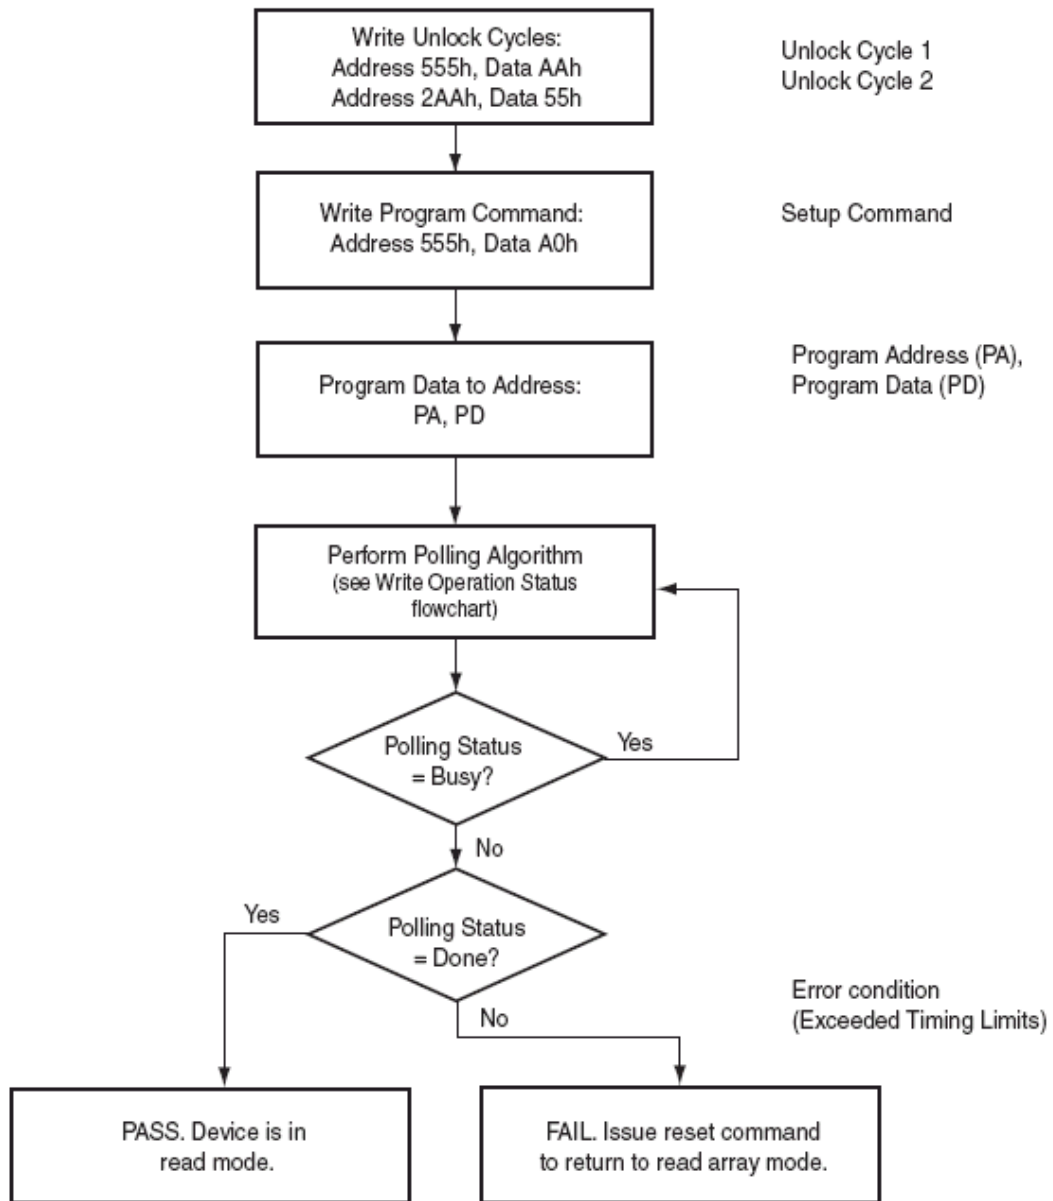 Write Unlock Cycles:
Address 555h, Data AAh
Address 2AAh, Data 55h
Unlock Cycle 1
Unlock Cycle 2
Write Program Command:
Address 555h, Data A0h
Setup Command
Program Data to Address:
PA, PD
Program Address (PA),
Program Data (PD)
Perform Polling Algorithm
(see Write Operation Status
flowchart)
Polling Status
= Busy?
Yes
No
Polling Status
= Done?
Yes
No
Error condition
(Exceeded Timing Limits)
PASS. Device is in
read mode.
FAIL. Issue reset command
to return to read array mode.